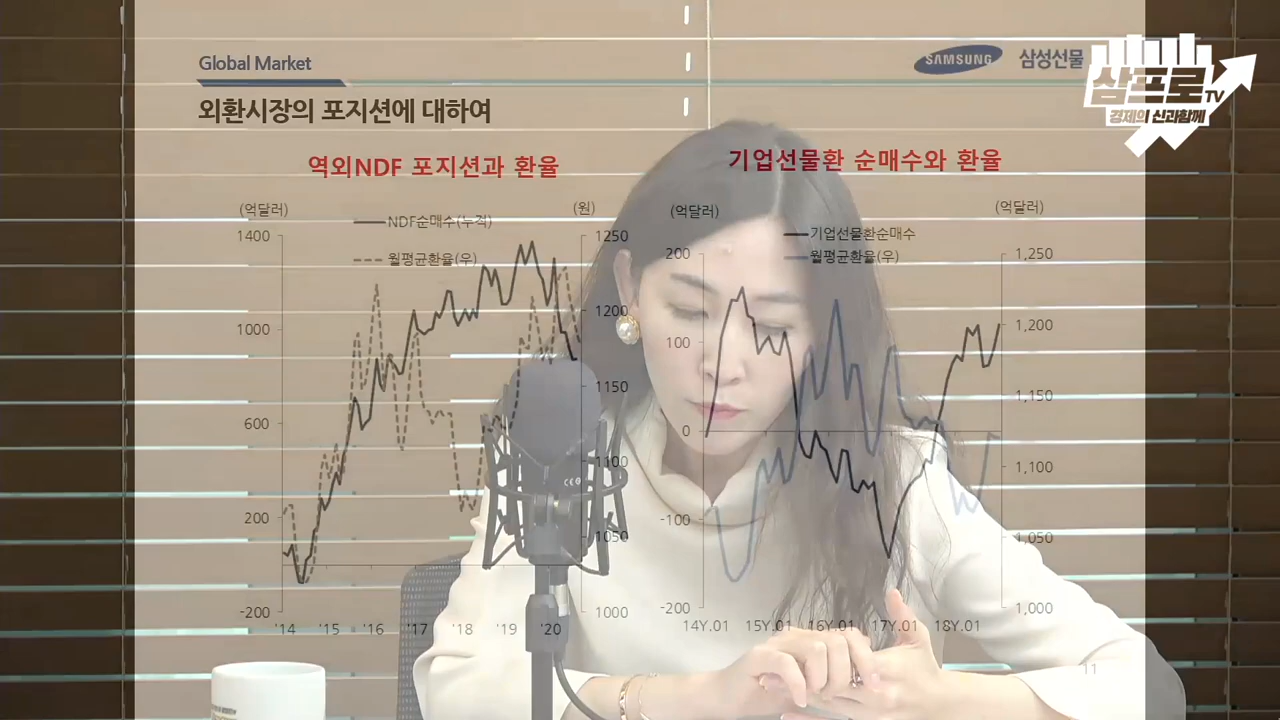 Global Market
SAMSUNG 삼성선물
삼프로TV
경제의 신과함께
외환시장의 포지션에 대하여
역외NDF 포지션과 환율
(억달러)
(원)
NDF순매수(누적)
월평균환율(우)
1400
1000
600
200
-200
1250
1200
1150
1100
1050
1000
'14 '15 '16 '17 '18 '19 '20
기업선물환 순매수와 환율
(억달러)
(억달러)
기업선물환순매수
월평균환율(우)
200
100
0
-100
-200
1,250
1,200
1,150
1,100
1,050
1,000
14Y.01 15Y.01 16Y.01 17Y.01 18Y.01
11